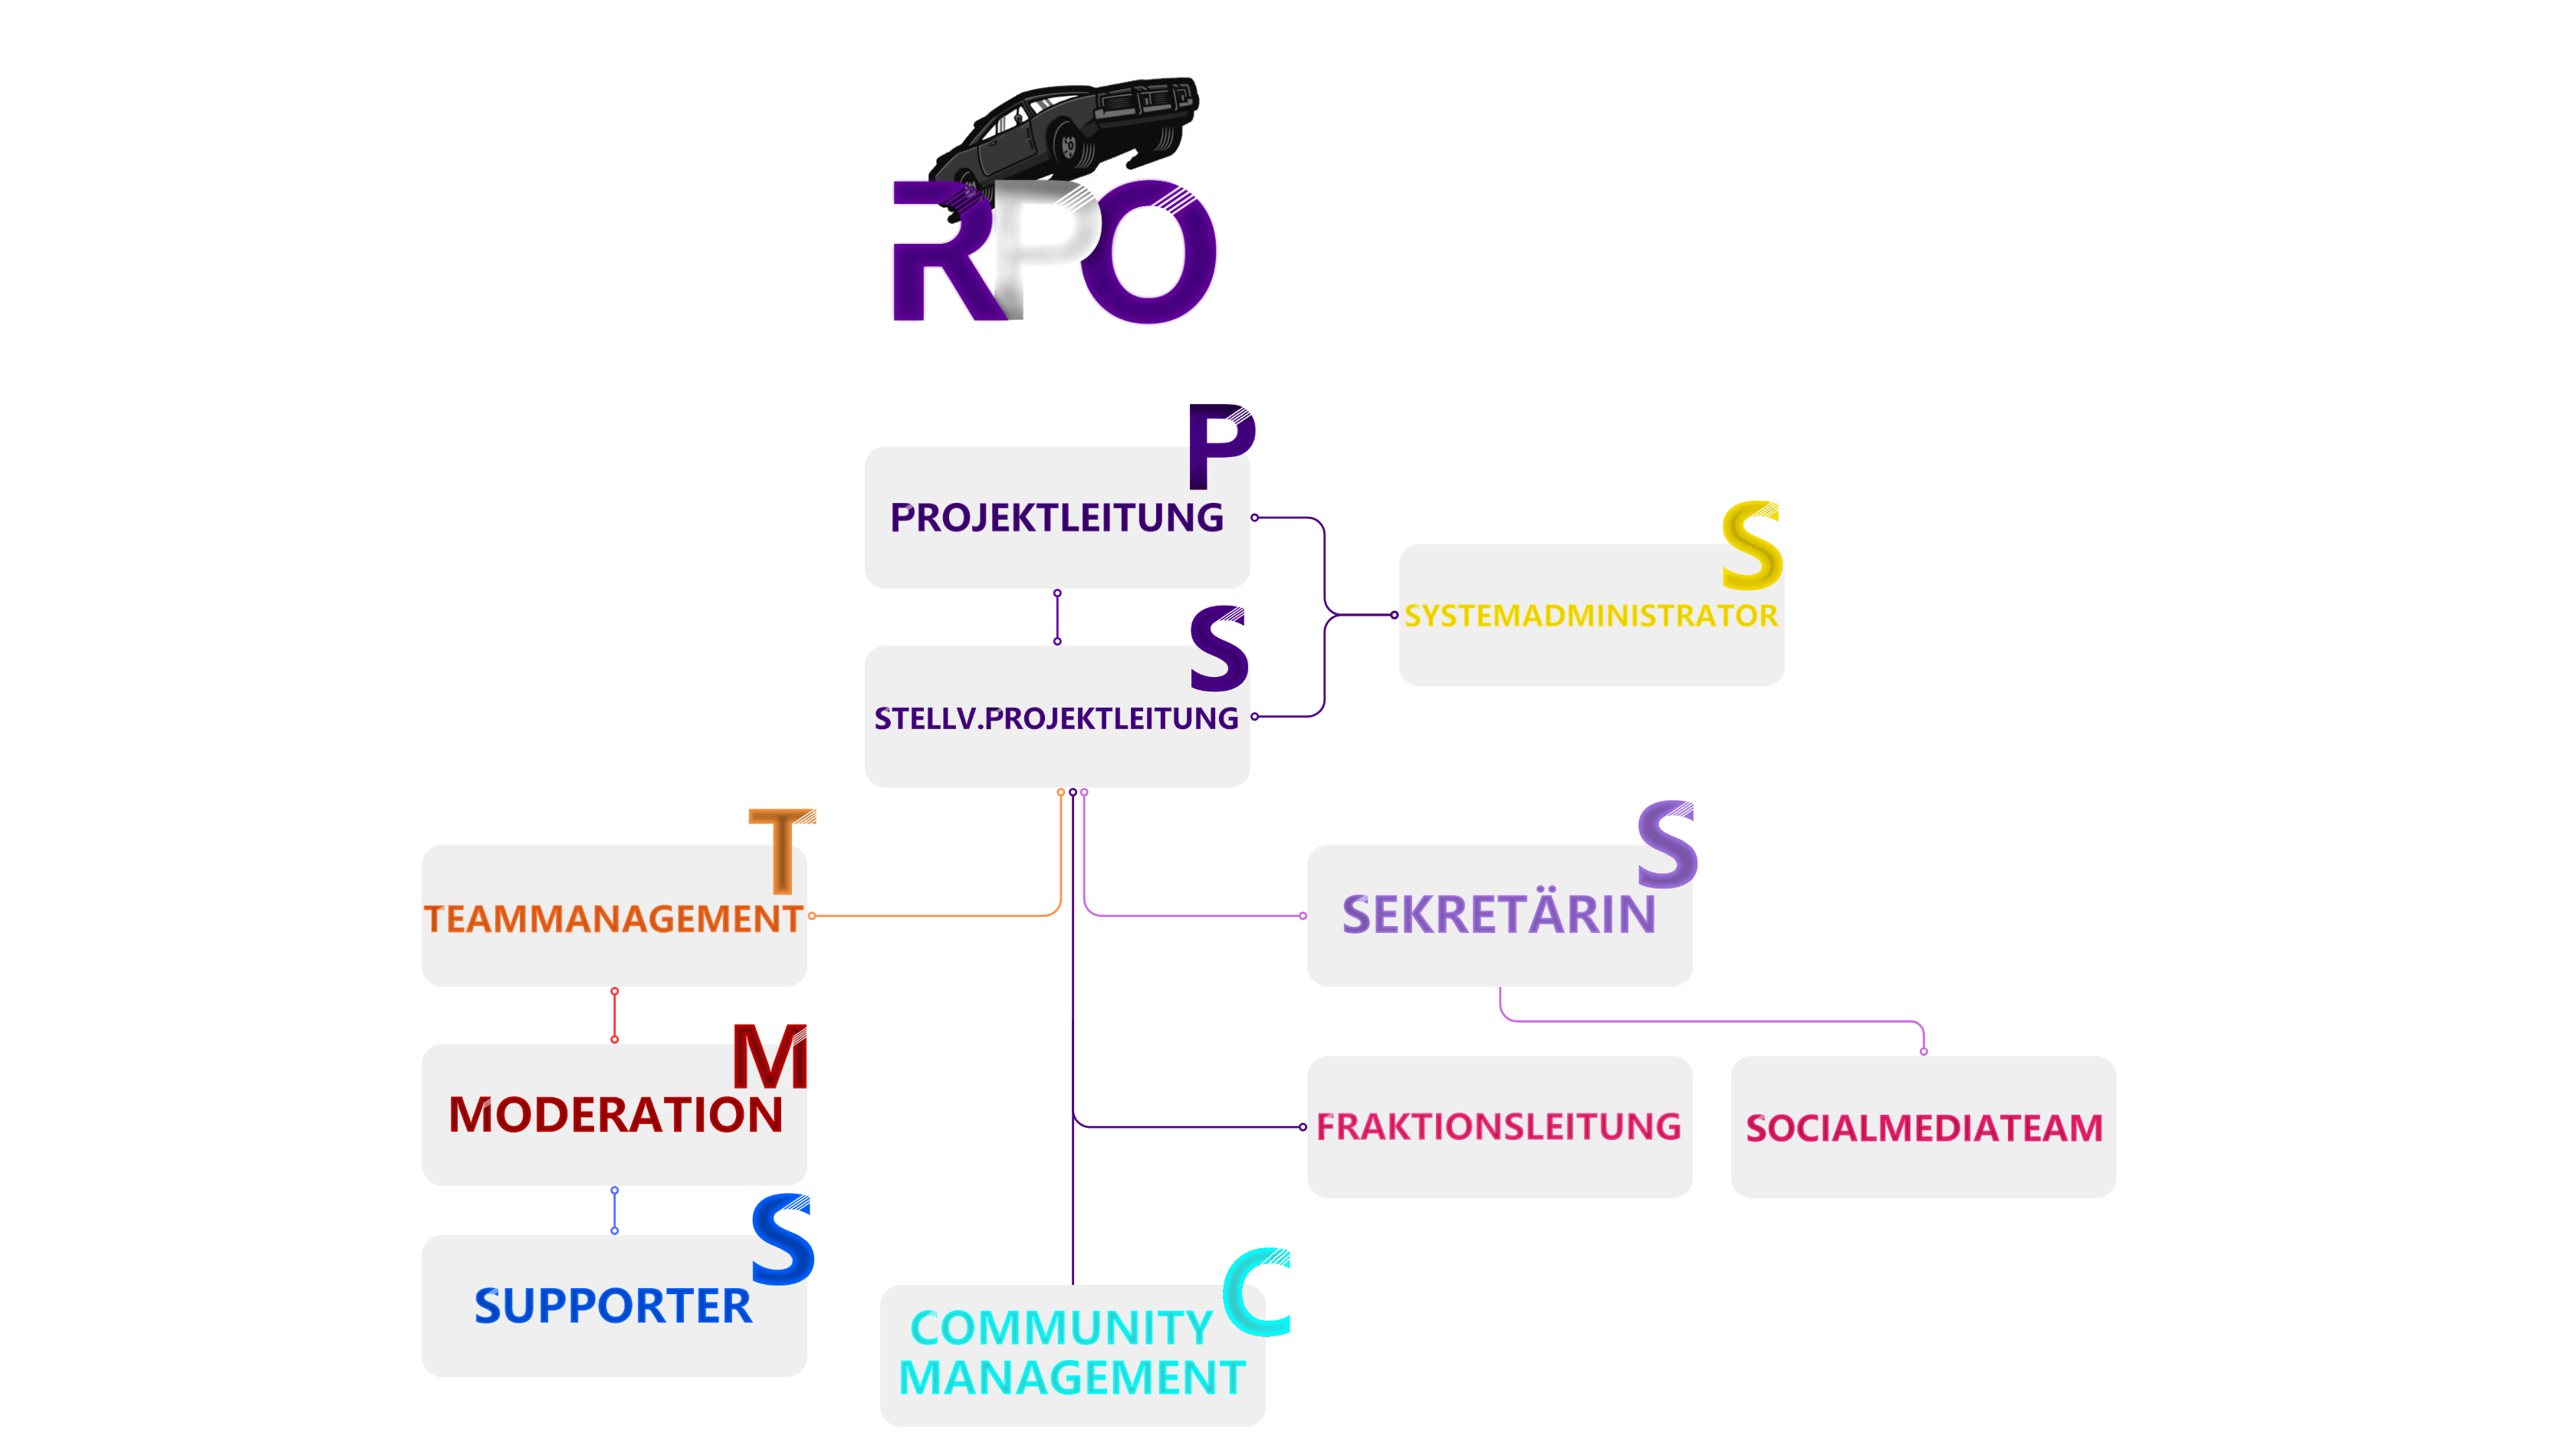 RPO
P
PROJEKTLEITUNG
S
SYSTEMADMINISTRATOR
S
STELLV.PROJEKTLEITUNG
T
TEAMMANAGEMENT
S
SEKRETÄRIN
M
MODERATION
FRAKTIONSLEITUNG
SOCIALMEDIATEAM
S
SUPPORTER
C
COMMUNITY
MANAGEMENT